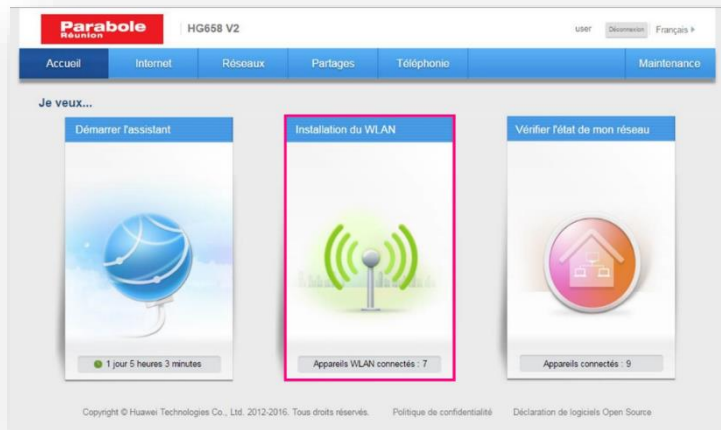 Parabole
Réunion
HG658 V2
user
Déconnexion
Français
Accueil
Internet
Réseaux
Partages
Téléphonie
Maintenance
Je veux...
Démarrer l'assistant
Installation du WLAN
Vérifier l'état de mon réseau
1 jour 5 heures 3 minutes
Appareils WLAN connectés : 7
Appareils connectés : 9
Copyright © Huawei Technologies Co., Ltd. 2012-2016. Tous droits réservés.
Politique de confidentialité
Déclaration de logiciels Open Source